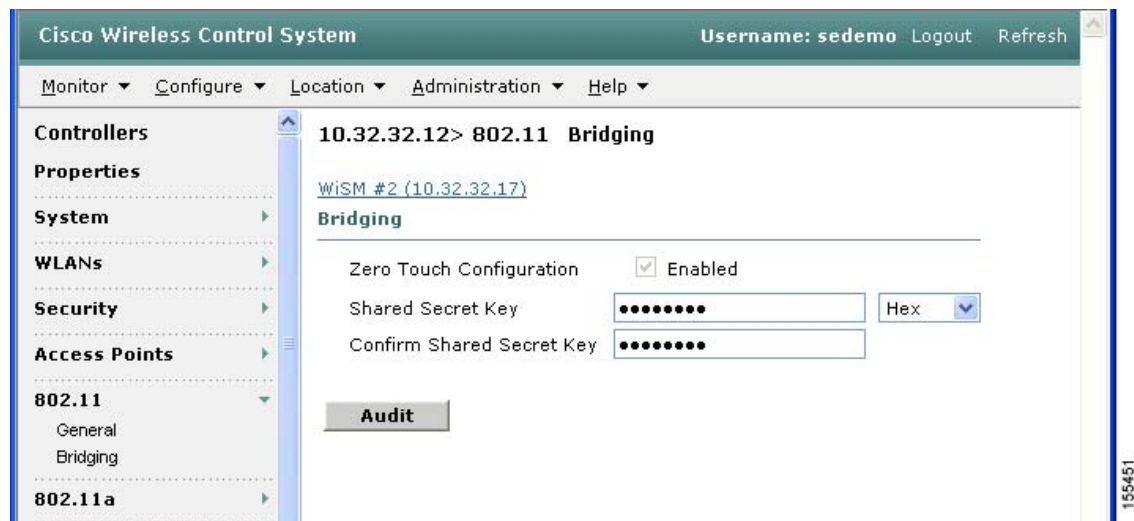 Cisco Wireless Control System
Username: sedemo Logout Refresh
Monitor Configure Location Administration Help
Controllers
Properties
System
WLANs
Security
Access Points
802.11
General
Bridging
802.11a
10.32.32.12> 802.11 Bridging
WiSM #2 (10.32.32.17)
Bridging
Zero Touch Configuration Enabled
Shared Secret Key •••••••• Hex
Confirm Shared Secret Key ••••••••
Audit
155451